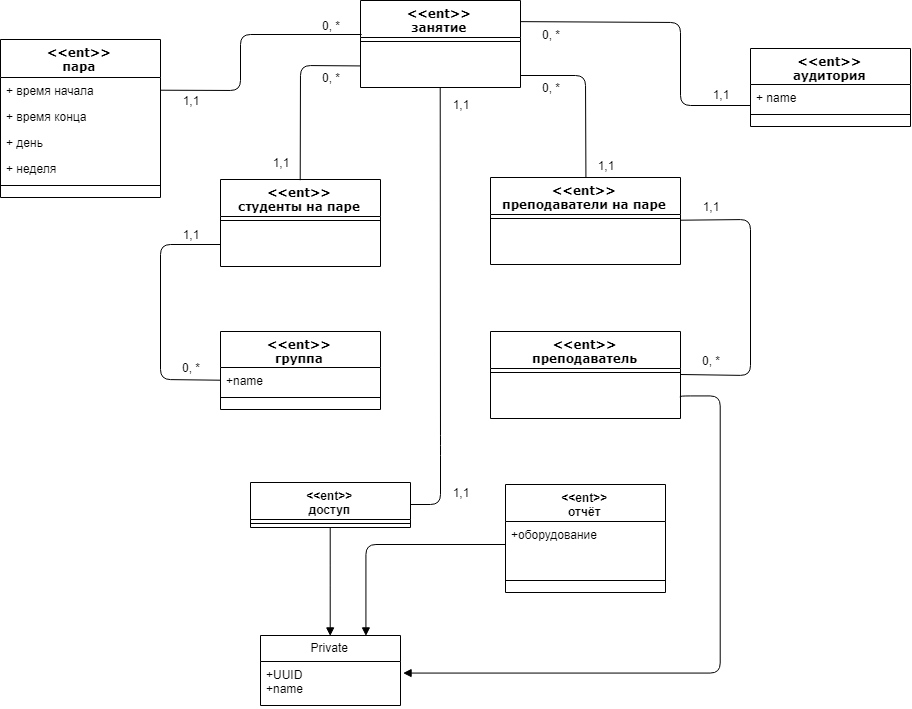 <<ent>>
занятие
0, *
0, *
<<ent>>
пара
+ время начала
+ время конца
+ день
+ неделя
1,1
0, *
0, *
1,1
<<ent>>
аудитория
+ name
1,1
1,1
1,1
<<ent>>
студенты на паре
<<ent>>
преподаватели на паре
1,1
1,1
<<ent>>
группа
+name
0, *
<<ent>>
преподаватель
0, *
<<ent>>
доступ
1,1
<<ent>>
отчёт
+оборудование
Private
+UUID
+name